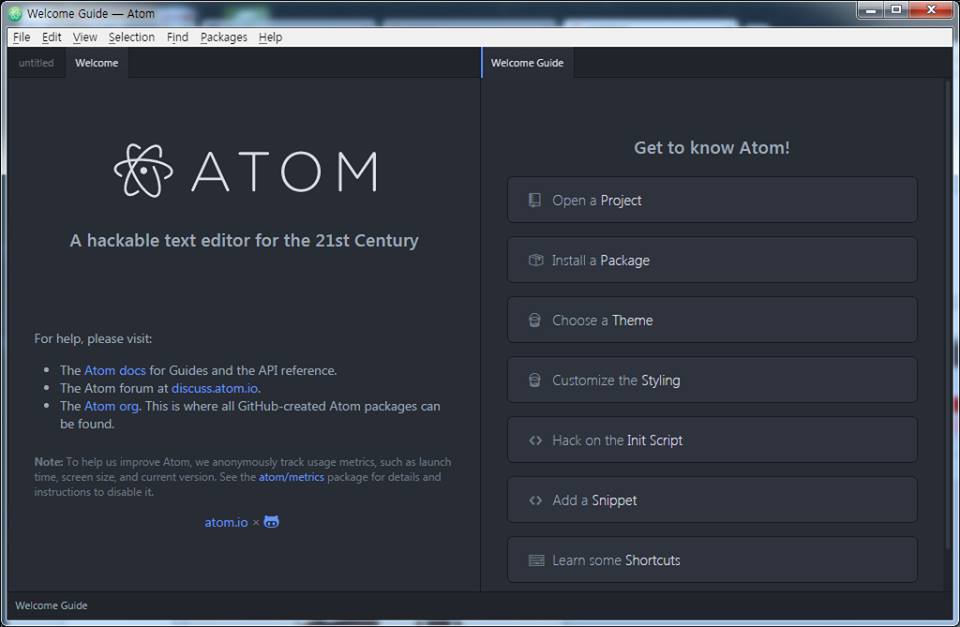 Welcome Guide — Atom
File Edit View Selection Find Packages Help
untitled Welcome
Welcome Guide
ATOM
A hackable text editor for the 21st Century
For help, please visit:
• The Atom docs for Guides and the API reference.
• The Atom forum at discuss.atom.io.
• The Atom org. This is where all GitHub-created Atom packages can
be found.
Note: To help us improve Atom, we anonymously track usage metrics, such as launch
time, screen size, and current version. See the atom/metrics package for details and
instructions to disable it.
atom.io ×
Get to know Atom!
Open a Project
Install a Package
Choose a Theme
Customize the Styling
Hack on the Init Script
Add a Snippet
Learn some Shortcuts
Welcome Guide